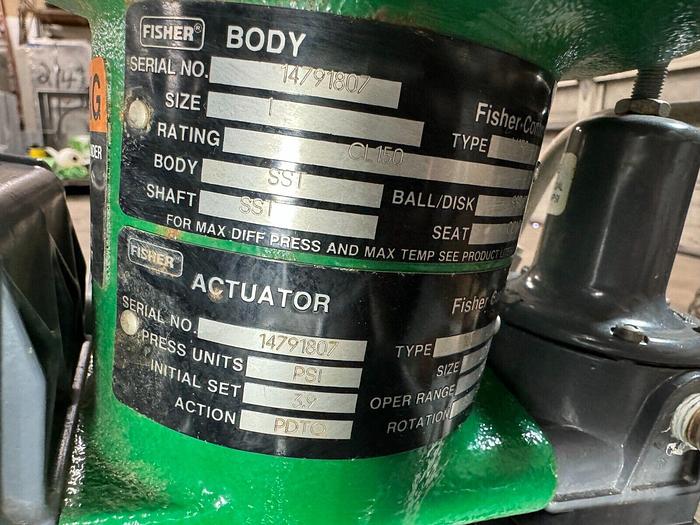 FISHER® BODY
SERIAL NO. 14791807
SIZE 1
Fisher Cont
TYPE
RATING CL150
BODY SST
BALL/DISK
SHAFT SST
SEAT
FOR MAX DIFF PRESS AND MAX TEMP SEE PRODUCT
FISHER
ACTUATOR
Fisher
SERIAL NO. 14791807
TYPE
PRESS UNITS PSI
SIZE
INITIAL SET 3.9
OPER RANGE
ACTION PDTO
ROTATION
G